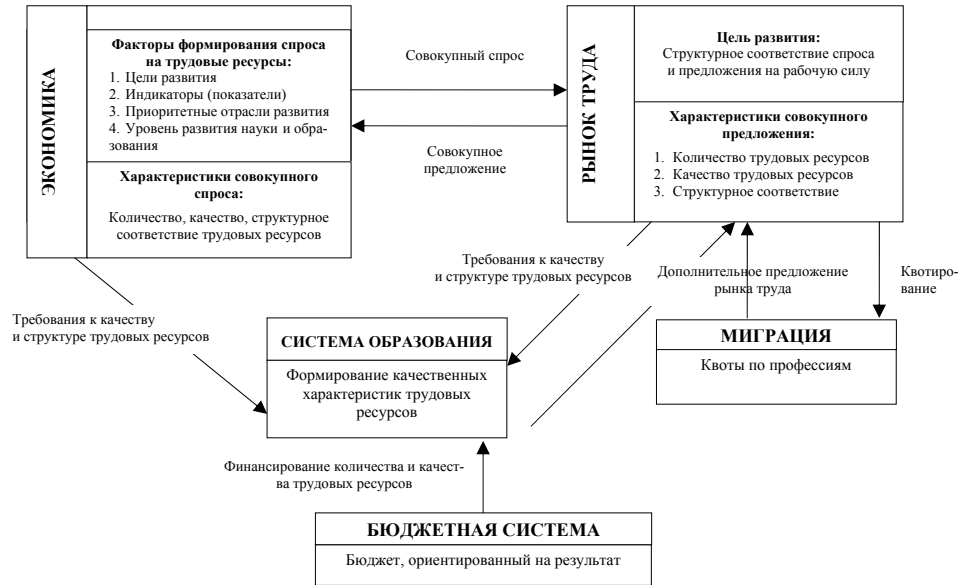 ЭКОНОМИКА
Факторы формирования спроса
на трудовые ресурсы:
1. Цели развития
2. Индикаторы (показатели)
3. Приоритетные отрасли развития
4. Уровень развития науки и обра-
зования
Характеристики совокупного
спроса:
Количество, качество, структурное
соответствие трудовых ресурсов
Совокупный спрос
Совокупное
предложение
РЫНОК ТРУДА
Цель развития:
Структурное соответствие спроса
и предложения на рабочую силу
Характеристики совокупного
предложения:
1. Количество трудовых ресурсов
2. Качество трудовых ресурсов
3. Структурное соответствие
Требования к качеству
и структуре трудовых ресурсов
Требования к качеству
и структуре трудовых ресурсов
Дополнительное предложение
рынка труда
Квотиро-
вание
СИСТЕМА ОБРАЗОВАНИЯ
Формирование качественных
характеристик трудовых
ресурсов
МИГРАЦИЯ
Квоты по профессиям
Финансирование количества и качест-
ва трудовых ресурсов
БЮДЖЕТНАЯ СИСТЕМА
Бюджет, ориентированный на результат